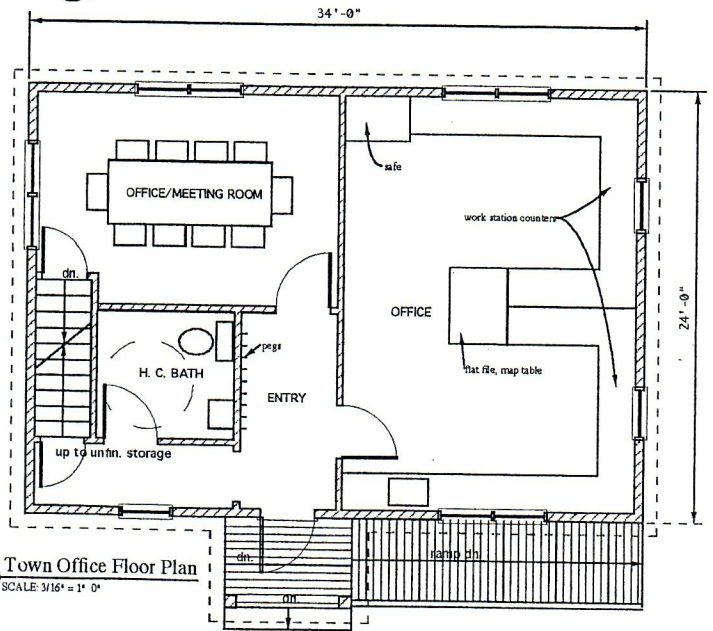 34'-0"
safe
OFFICE/MEETING ROOM
work station counters
dn.
24'-0"
OFFICE
pegs
flat file, map table
H. C. BATH
ENTRY
up to unfin. storage
dn.
ramp dn.
Town Office Floor Plan
SCALE: 3/16" = 1' 0"
dn.